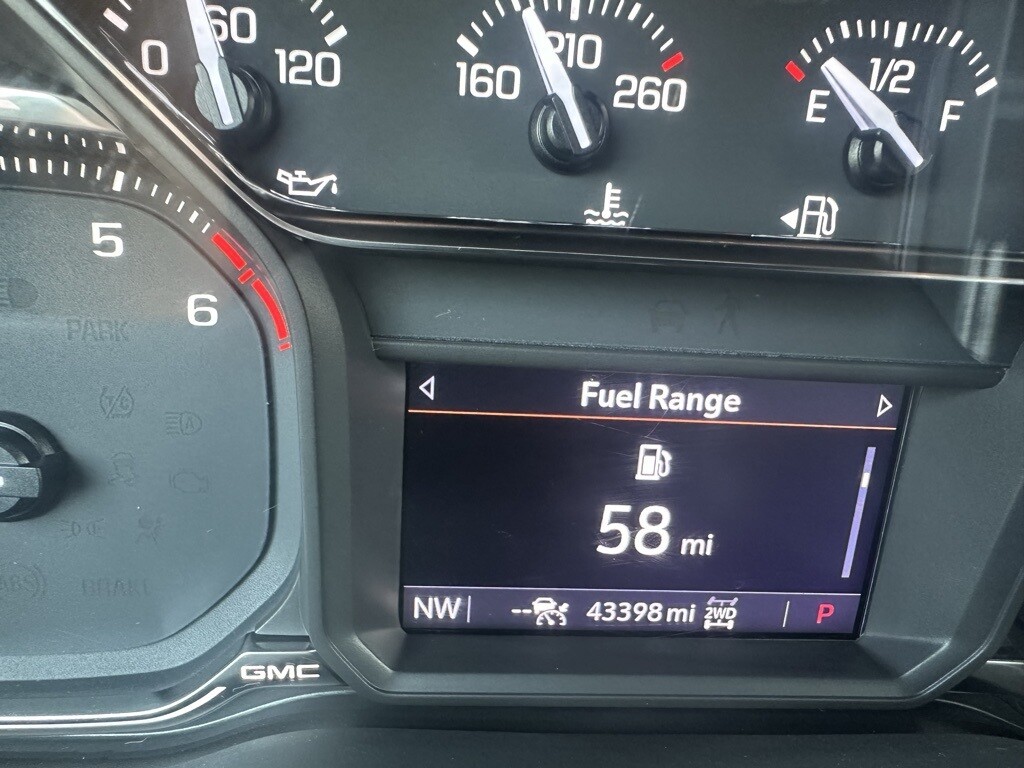 0 60 120
160 210 260
E 1/2 F
5
6
PARK
Fuel Range
58 mi
NW 43398 mi 2WD P
BRAKE
GMC